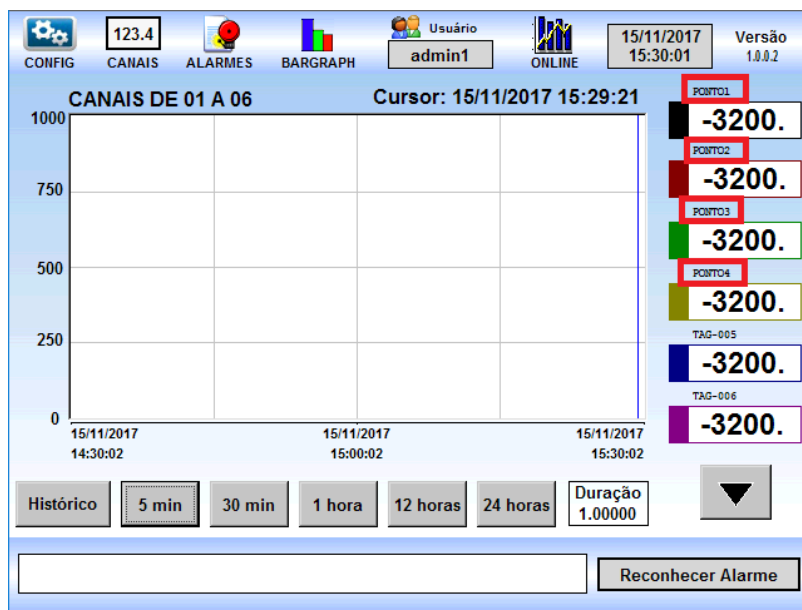 CONFIG
123.4
CANAIS
ALARMES
BARGRAPH
Usuário
admin1
ONLINE
15/11/2017
15:30:01
Versão
1.0.0.2
CANAIS DE 01 A 06
Cursor: 15/11/2017 15:29:21
1000
750
500
250
0
15/11/2017
14:30:02
15/11/2017
15:00:02
15/11/2017
15:30:02
PONTO1
-3200.
PONTO2
-3200.
PONTO3
-3200.
PONTO4
-3200.
TAG-005
-3200.
TAG-006
-3200.
Histórico
5 min
30 min
1 hora
12 horas
24 horas
Duração
1.00000
Reconhecer Alarme